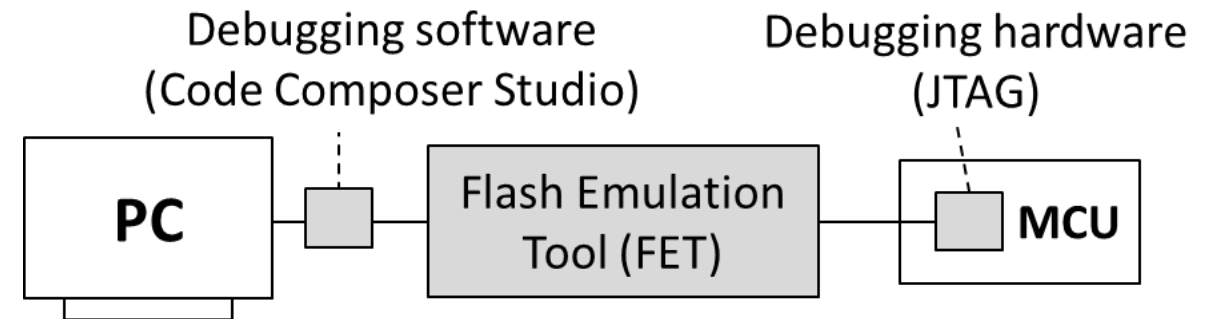 Debugging software
(Code Composer Studio)
Debugging hardware
(JTAG)
PC
Flash Emulation
Tool (FET)
MCU